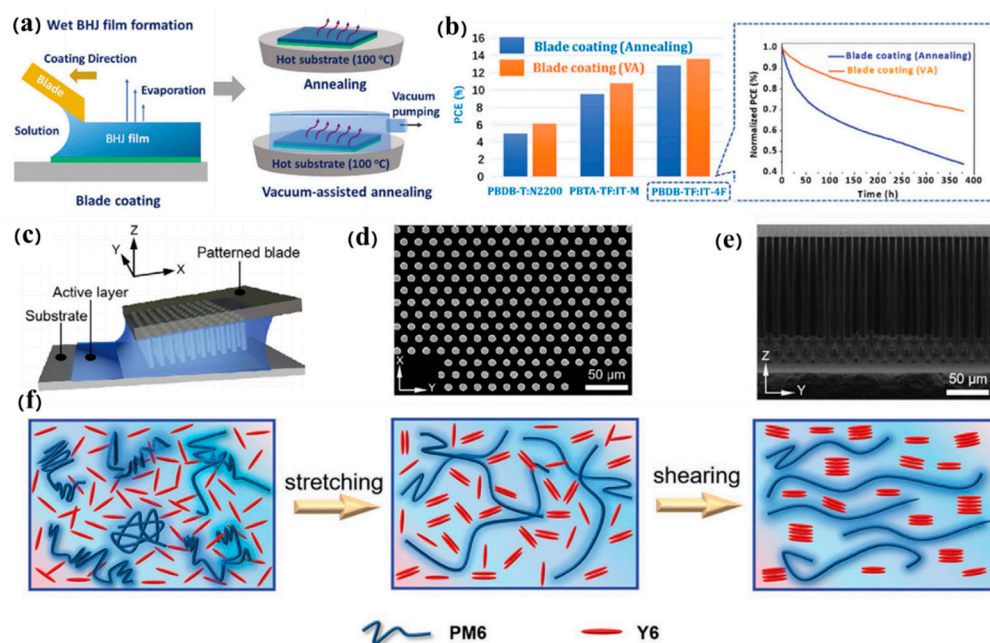 (a)
Wet BHJ film formation
Coating Direction
Blade
Evaporation
Solution
BHJ film
Blade coating
Hot substrate (100 °C)
Annealing
Vacuum
pumping
Hot substrate (100 °C)
Vacuum-assisted annealing
(b)
PCE (%)
16
14
12
10
8
6
4
2
0
Blade coating (Annealing)
Blade coating (VA)
PBDB-T:N2200
PBTA-TF:IT-M
PBDB-TF:IT-4F
Normalized PCE (%)
1.0
0.9
0.8
0.7
0.6
0.5
0.4
Blade coating (Annealing)
Blade coating (VA)
0 50 100 150 200 250 300 350 400
Time (h)
(c)
Z
Y
X
Patterned blade
Active layer
Substrate
(d)
X
Y
50 µm
(e)
Z
Y
50 µm
(f)
stretching
shearing
PM6
Y6